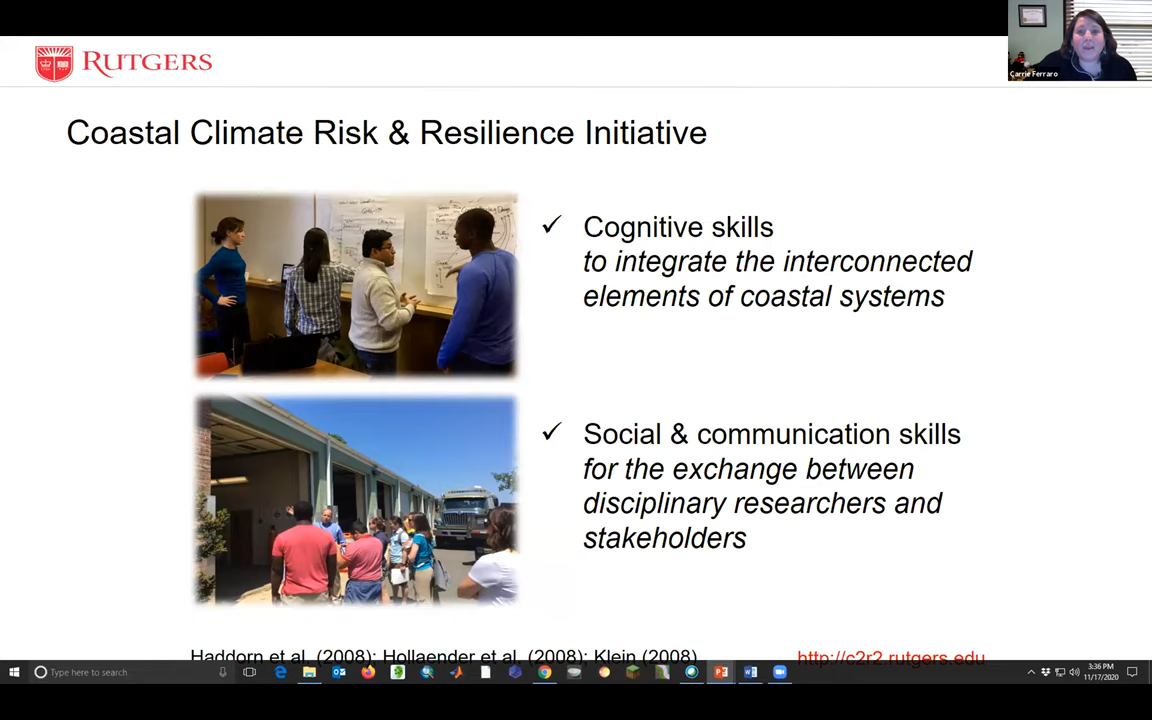 RUTGERS
Carrie Ferraro
Coastal Climate Risk & Resilience Initiative
✓ Cognitive skills
to integrate the interconnected
elements of coastal systems
✓ Social & communication skills
for the exchange between
disciplinary researchers and
stakeholders
Haddorn et al. (2008); Hollaender et al. (2008); Klein (2008)
http://c2r2.rutgers.edu
Type here to search
3:36 PM
11/17/2020